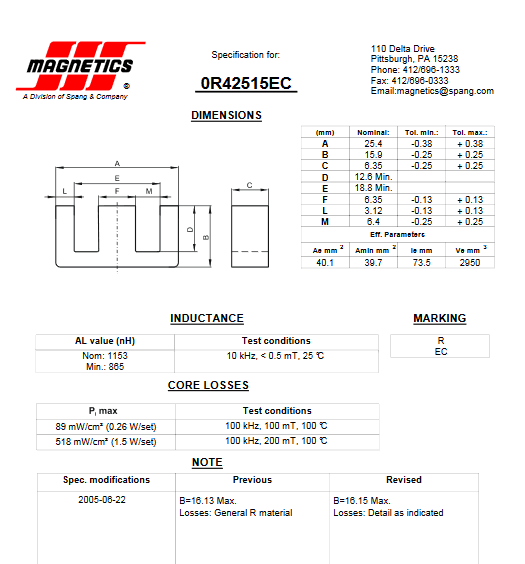 MAGNETICS
®
A Division of Spang & Company
Specification for:
0R42515EC
110 Delta Drive
Pittsburgh, PA 15238
Phone: 412/696-1333
Fax: 412/696-0333
Email:magnetics@spang.com
DIMENSIONS
A
L
E
F
M
D
B
C
(mm) Nominal: Tol. min.: Tol. max.:
A 25.4 -0.38 + 0.38
B 15.9 -0.25 + 0.25
C 6.35 -0.25 + 0.25
D 12.6 Min.
E 18.8 Min.
F 6.35 -0.13 + 0.13
L 3.12 -0.13 + 0.13
M 6.4 -0.25 + 0.25
Eff. Parameters
Ae mm 2 Amin mm 2 le mm Ve mm 3
40.1 39.7 73.5 2950
INDUCTANCE
AL value (nH) Test conditions
Nom: 1153 10 kHz, < 0.5 mT, 25 °C
Min.: 865
MARKING
R
EC
CORE LOSSES
PL max Test conditions
89 mW/cm³ (0.26 W/set) 100 kHz, 100 mT, 100 °C
518 mW/cm³ (1.5 W/set) 100 kHz, 200 mT, 100 °C
NOTE
Spec. modifications Previous Revised
2005-06-22 B=16.13 Max. B=16.15 Max.
Losses: General R material Losses: Detail as indicated